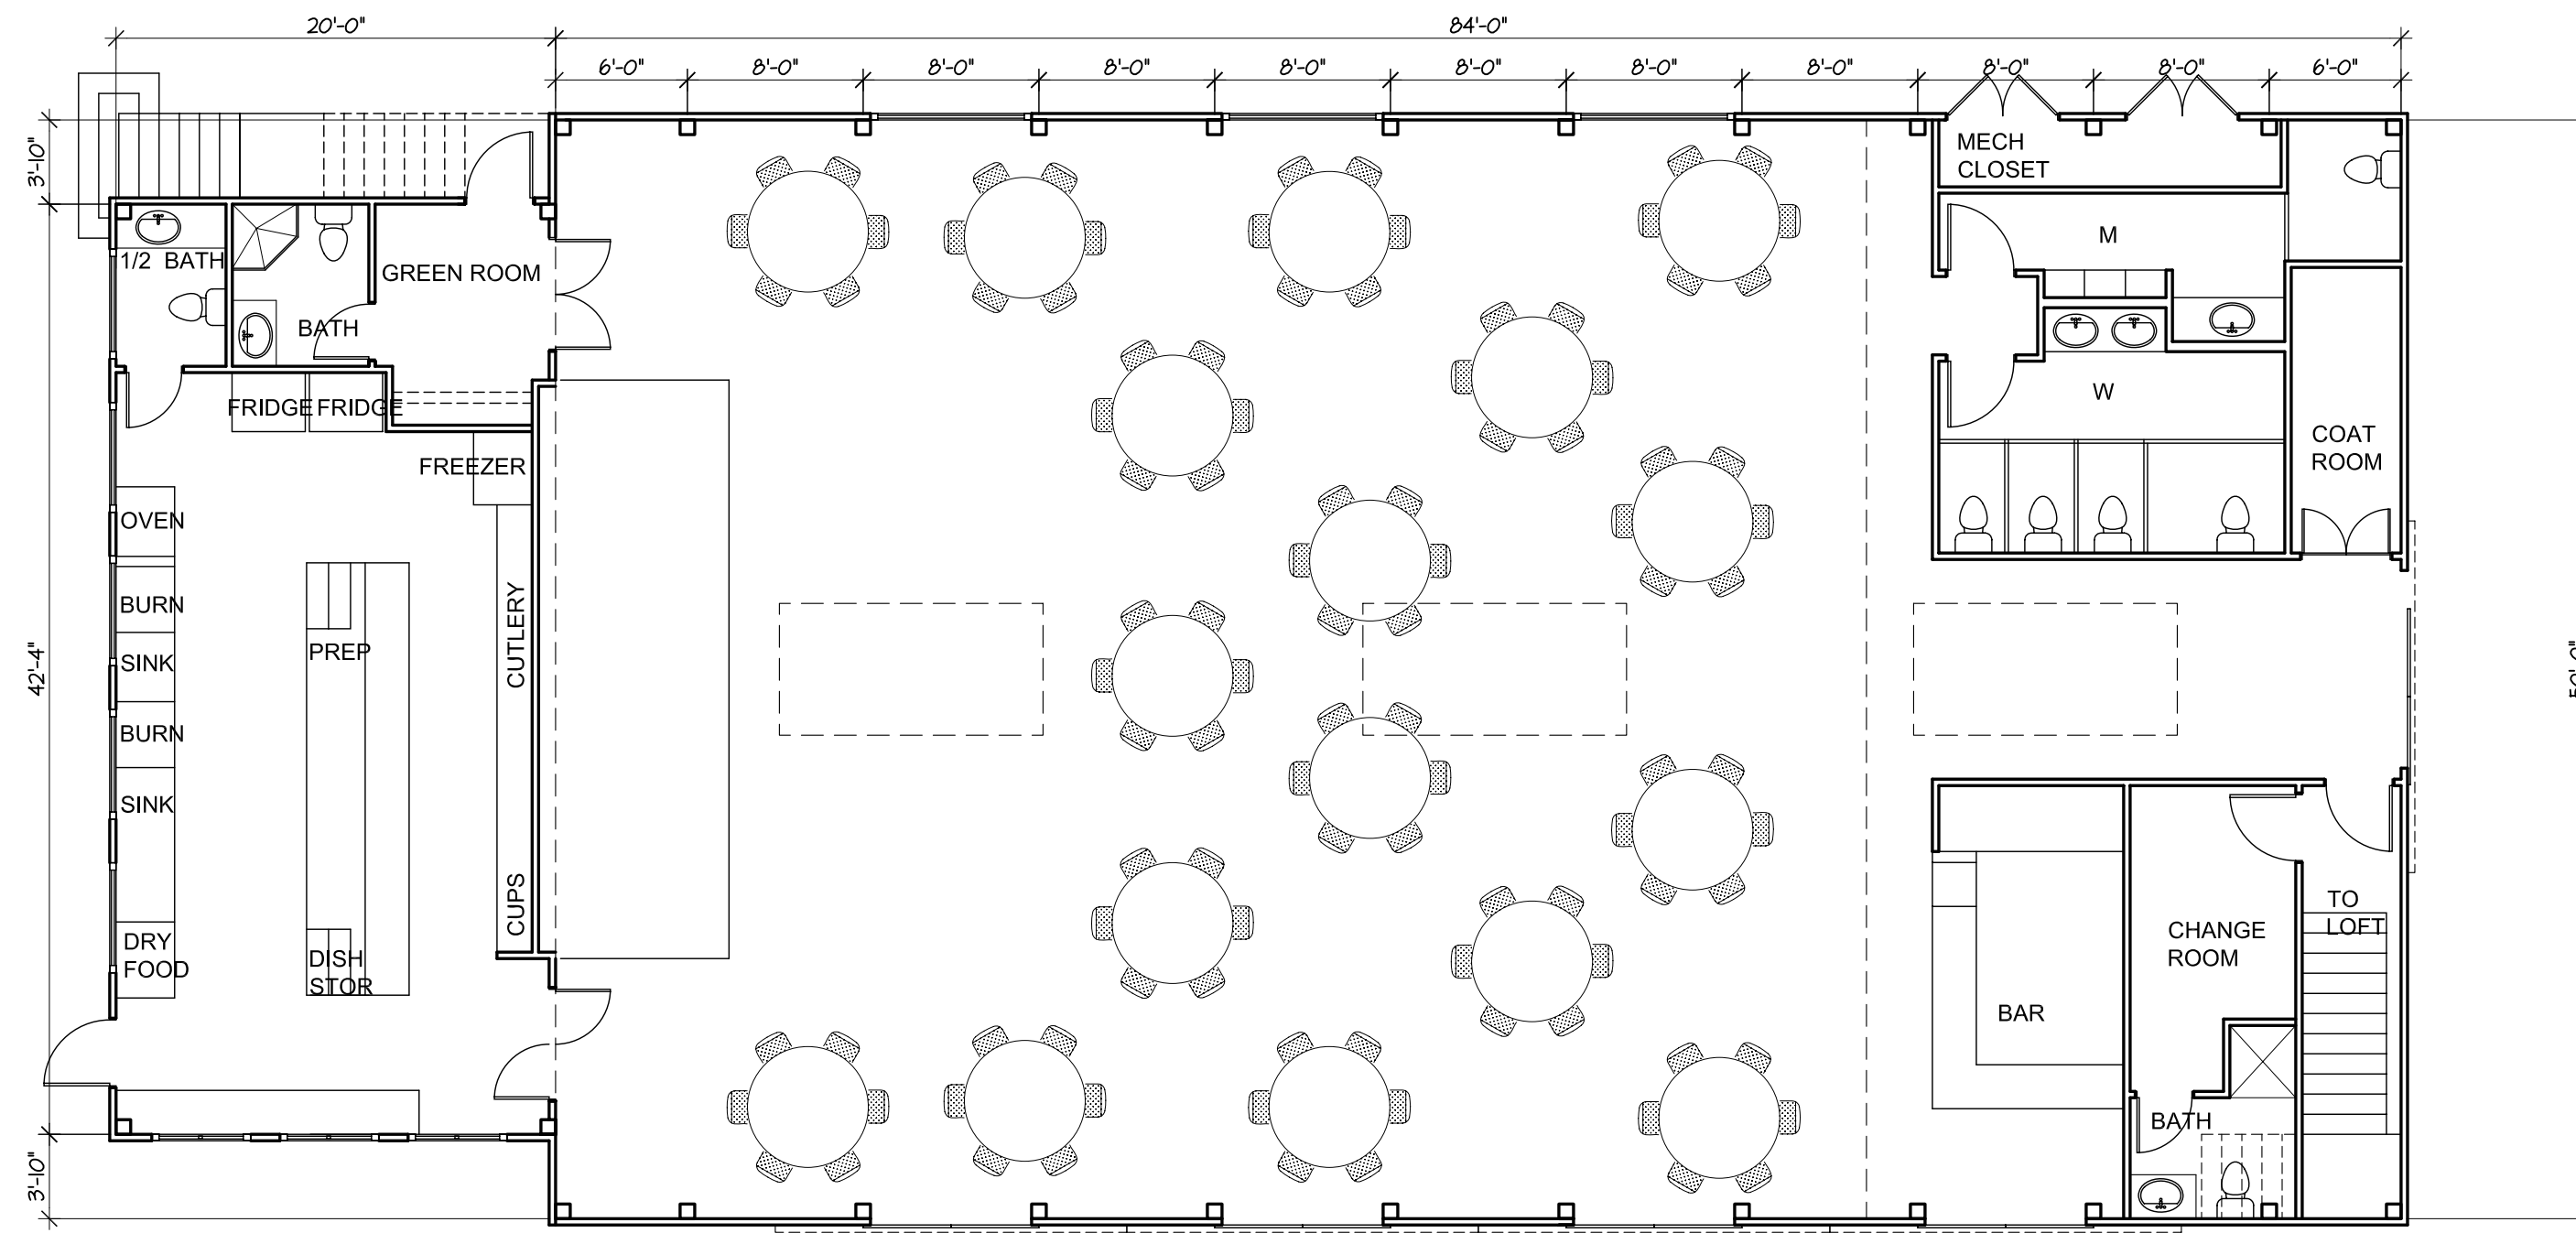 20'-0"
84'-0"
6'-0"
8'-0"
8'-0"
8'-0"
8'-0"
8'-0"
8'-0"
8'-0"
8'-0"
8'-0"
6'-0"
3'-10"
MECH
CLOSET
M
1/2 BATH
GREEN ROOM
BATH
FRIDGE
FRIDGE
W
FREEZER
COAT
ROOM
OVEN
BURN
SINK
BURN
SINK
PREP
CUTLERY
42'-4"
50'-0"
CUPS
DRY
FOOD
DISH
STOR
TO
LOFT
CHANGE
ROOM
BAR
BATH
3'-10"